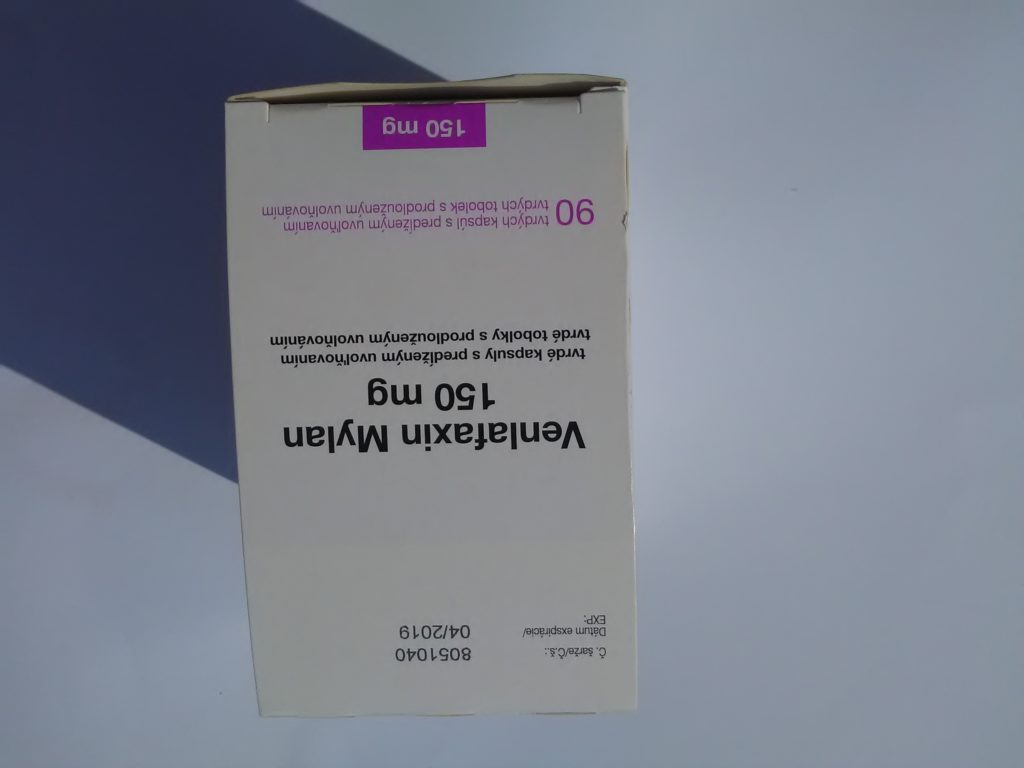 Č. šarže/Č.š.: 8051040
Dátum exspirácie/ 04/2019
EXP:
Venlafaxin Mylan
150 mg
tvrdé kapsuly s predĺženým uvoľňovaním
tvrdé tobolky s prodlouženým uvolňováním
90 tvrdých kapsúl s predĺženým uvoľňovaním
tvrdých tobolek s prodlouženým uvolňováním
150 mg